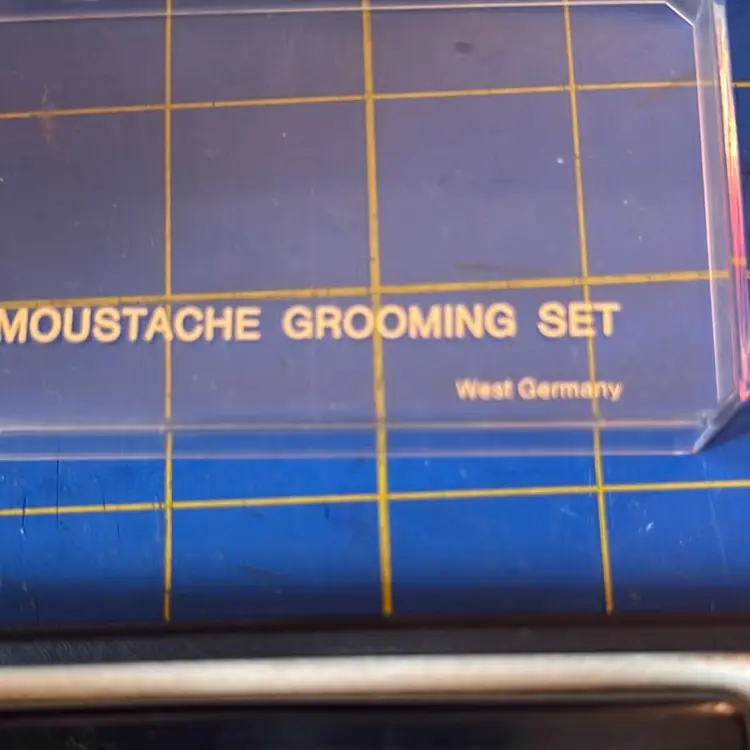 MOUSTACHE GROOMING SET
West Germany